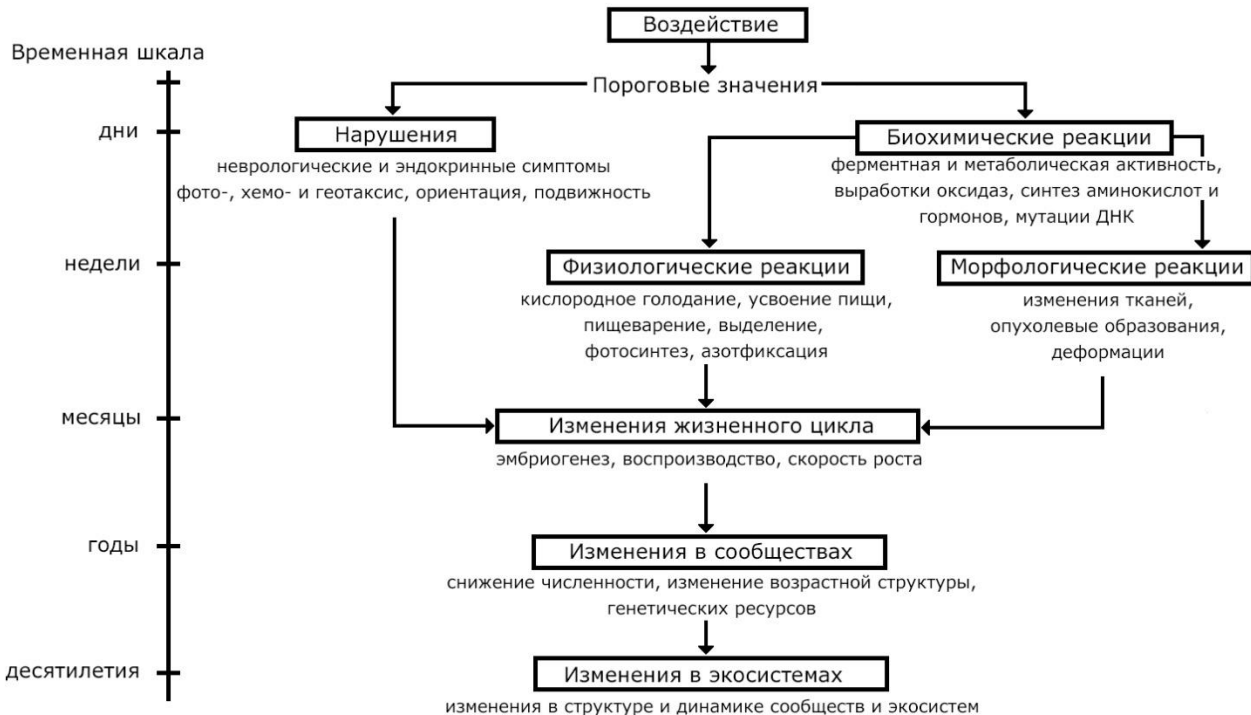 Воздействие
Временная шкала
Пороговые значения
дни
Нарушения
неврологические и эндокринные симптомы
фото-, хемо- и геотаксис, ориентация, подвижность
Биохимические реакции
ферментная и метаболическая активность,
выработки оксидаз, синтез аминокислот и
гормонов, мутации ДНК
недели
Физиологические реакции
кислородное голодание, усвоение пищи,
пищеварение, выделение,
фотосинтез, азотфиксация
Морфологические реакции
изменения тканей,
опухолевые образования,
деформации
месяцы
Изменения жизненного цикла
эмбриогенез, воспроизводство, скорость роста
годы
Изменения в сообществах
снижение численности, изменение возрастной структуры,
генетических ресурсов
десятилетия
Изменения в экосистемах
изменения в структуре и динамике сообществ и экосистем